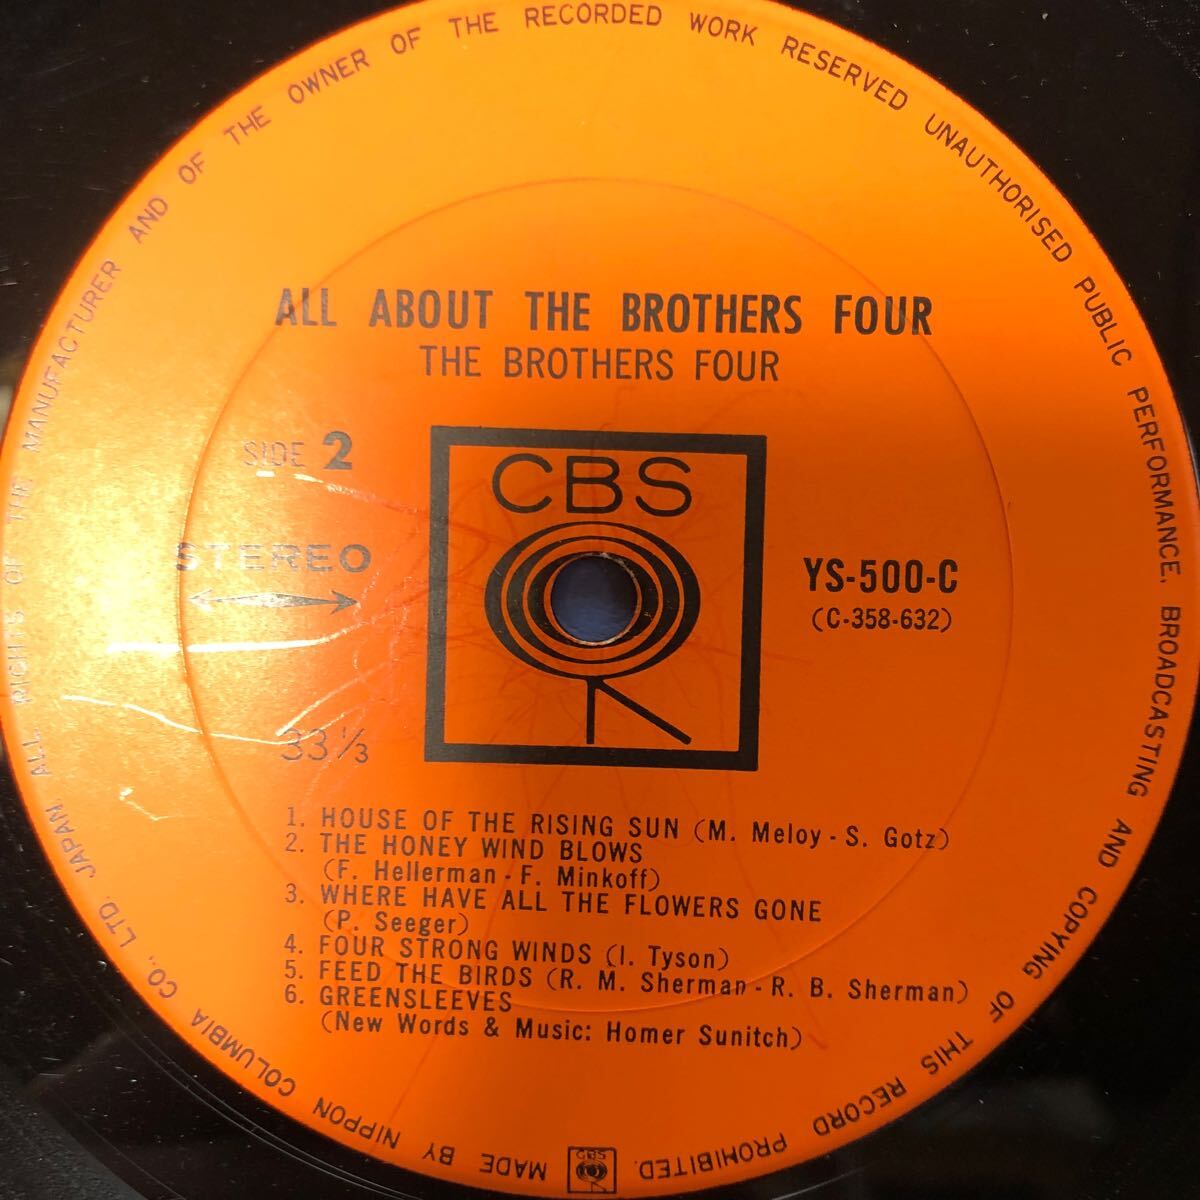 ALL ABOUT THE BROTHERS FOUR
THE BROTHERS FOUR
SIDE 2
STEREO
33 1/3
CBS
YS-500-C
(C-358-632)
1. HOUSE OF THE RISING SUN (M. Meloy - S. Gotz)
2. THE HONEY WIND BLOWS
(F. Hellerman - F. Minkoff)
3. WHERE HAVE ALL THE FLOWERS GONE
(P. Seeger)
4. FOUR STRONG WINDS (I. Tyson)
5. FEED THE BIRDS (R. M. Sherman - R. B. Sherman)
6. GREENSLEEVES
(New Words & Music: Homer Sunitch)
MADE BY NIPPON COLUMBIA CO., LTD. JAPAN. ALL RIGHTS OF THE MANUFACTURER AND OF THE OWNER OF THE RECORDED WORK RESERVED UNAUTHORISED PUBLIC PERFORMANCE. BROADCASTING AND COPYING OF THIS RECORD PROHIBITED.
CBS